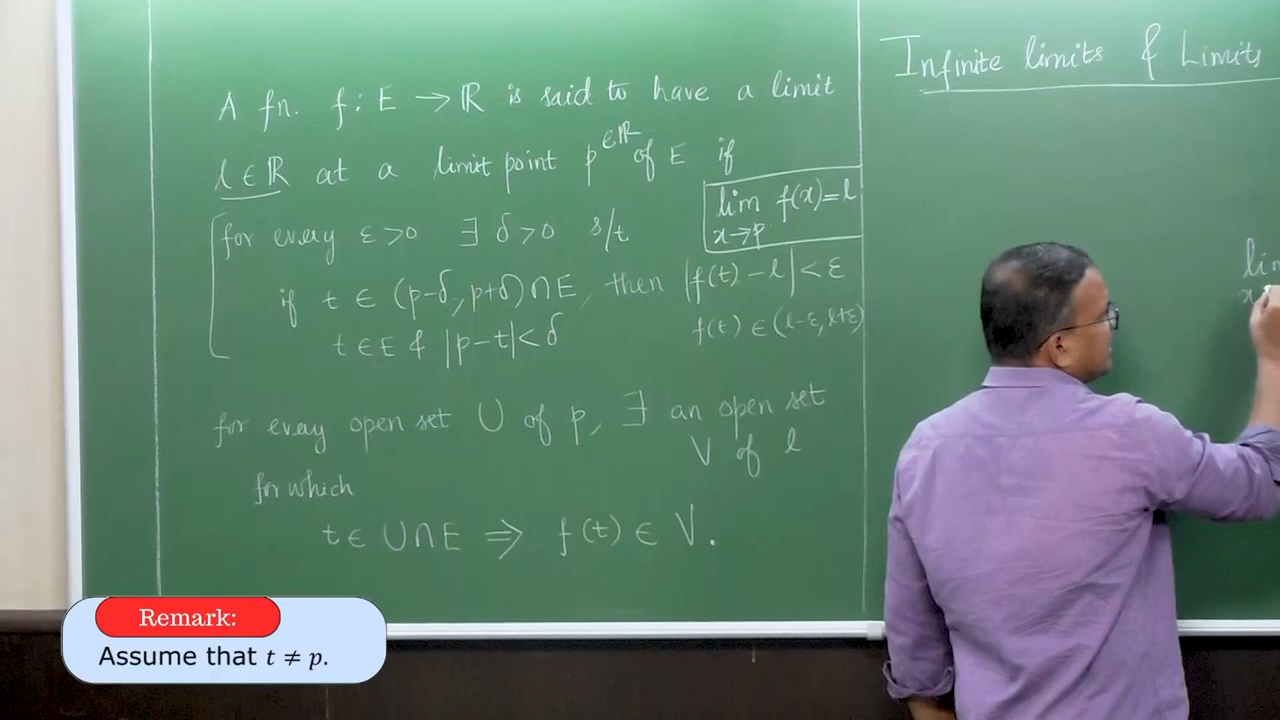 A fn. f : E → ℝ is said to have a limit
l ∈ ℝ at a limit point p ∈ℝ of E if
for every ε>0 ∃ δ>0 s/t
lim f(x)=l
x→p
if t ∈ (p-δ, p+δ)∩E, then |f(t)-l|<ε
t ∈ E & |p-t|<δ f(t) ∈ (l-ε, l+ε)
for every open set U of p, ∃ an open set
V of l
for which
t ∈ U∩E ⇒ f(t) ∈ V.
Infinite limits & Limits
lim
x
Remark:
Assume that t ≠ p.